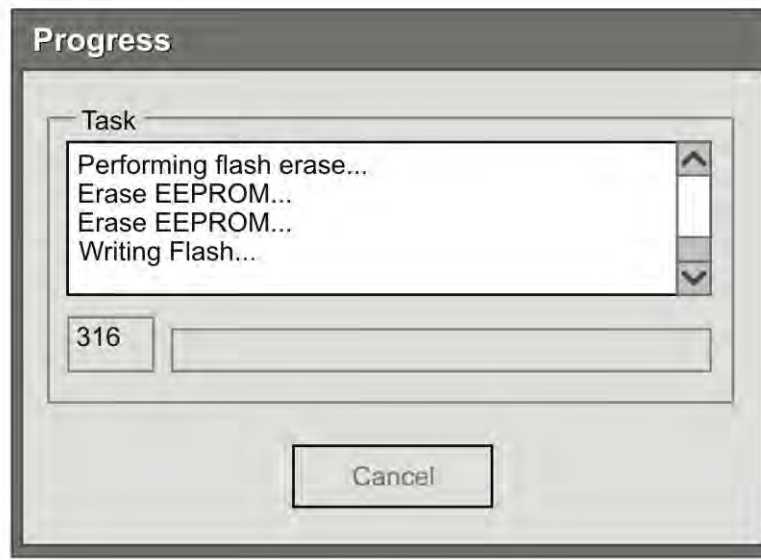 Progress
Task
Performing flash erase...
Erase EEPROM...
Erase EEPROM...
Writing Flash...
316
Cancel